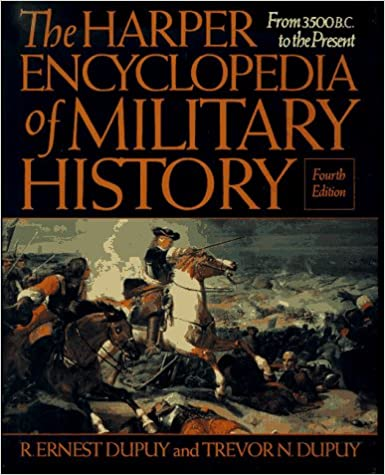 The HARPER
From 3500 B.C.
to the Present
ENCYCLOPEDIA
of MILITARY
HISTORY
Fourth
Edition
R. ERNEST DUPUY and TREVOR N. DUPUY